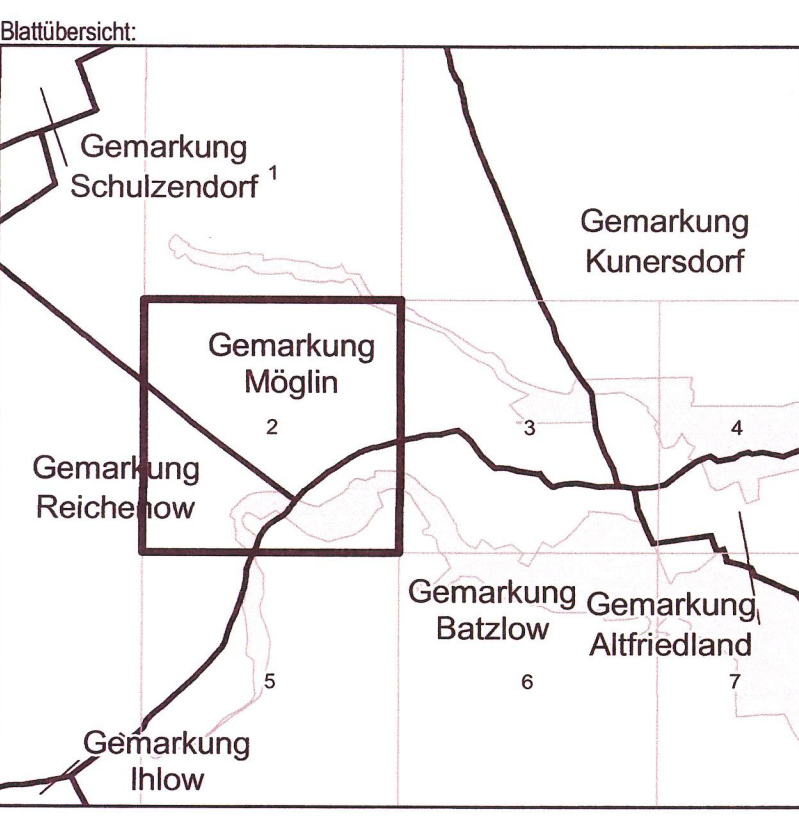 Blattübersicht:
Gemarkung
Schulzendorf 1
Gemarkung
Kunersdorf
Gemarkung
Möglin
2
3
4
Gemarkung
Reichenow
Gemarkung
Batzlow
Gemarkung
Altfriedland
5
6
7
Gemarkung
Ihlow